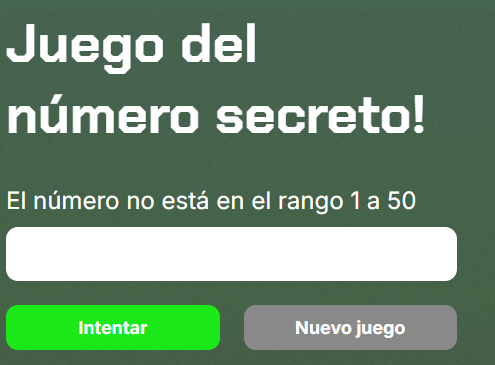 Juego del
número secreto!
El número no está en el rango 1 a 50
Intentar
Nuevo juego